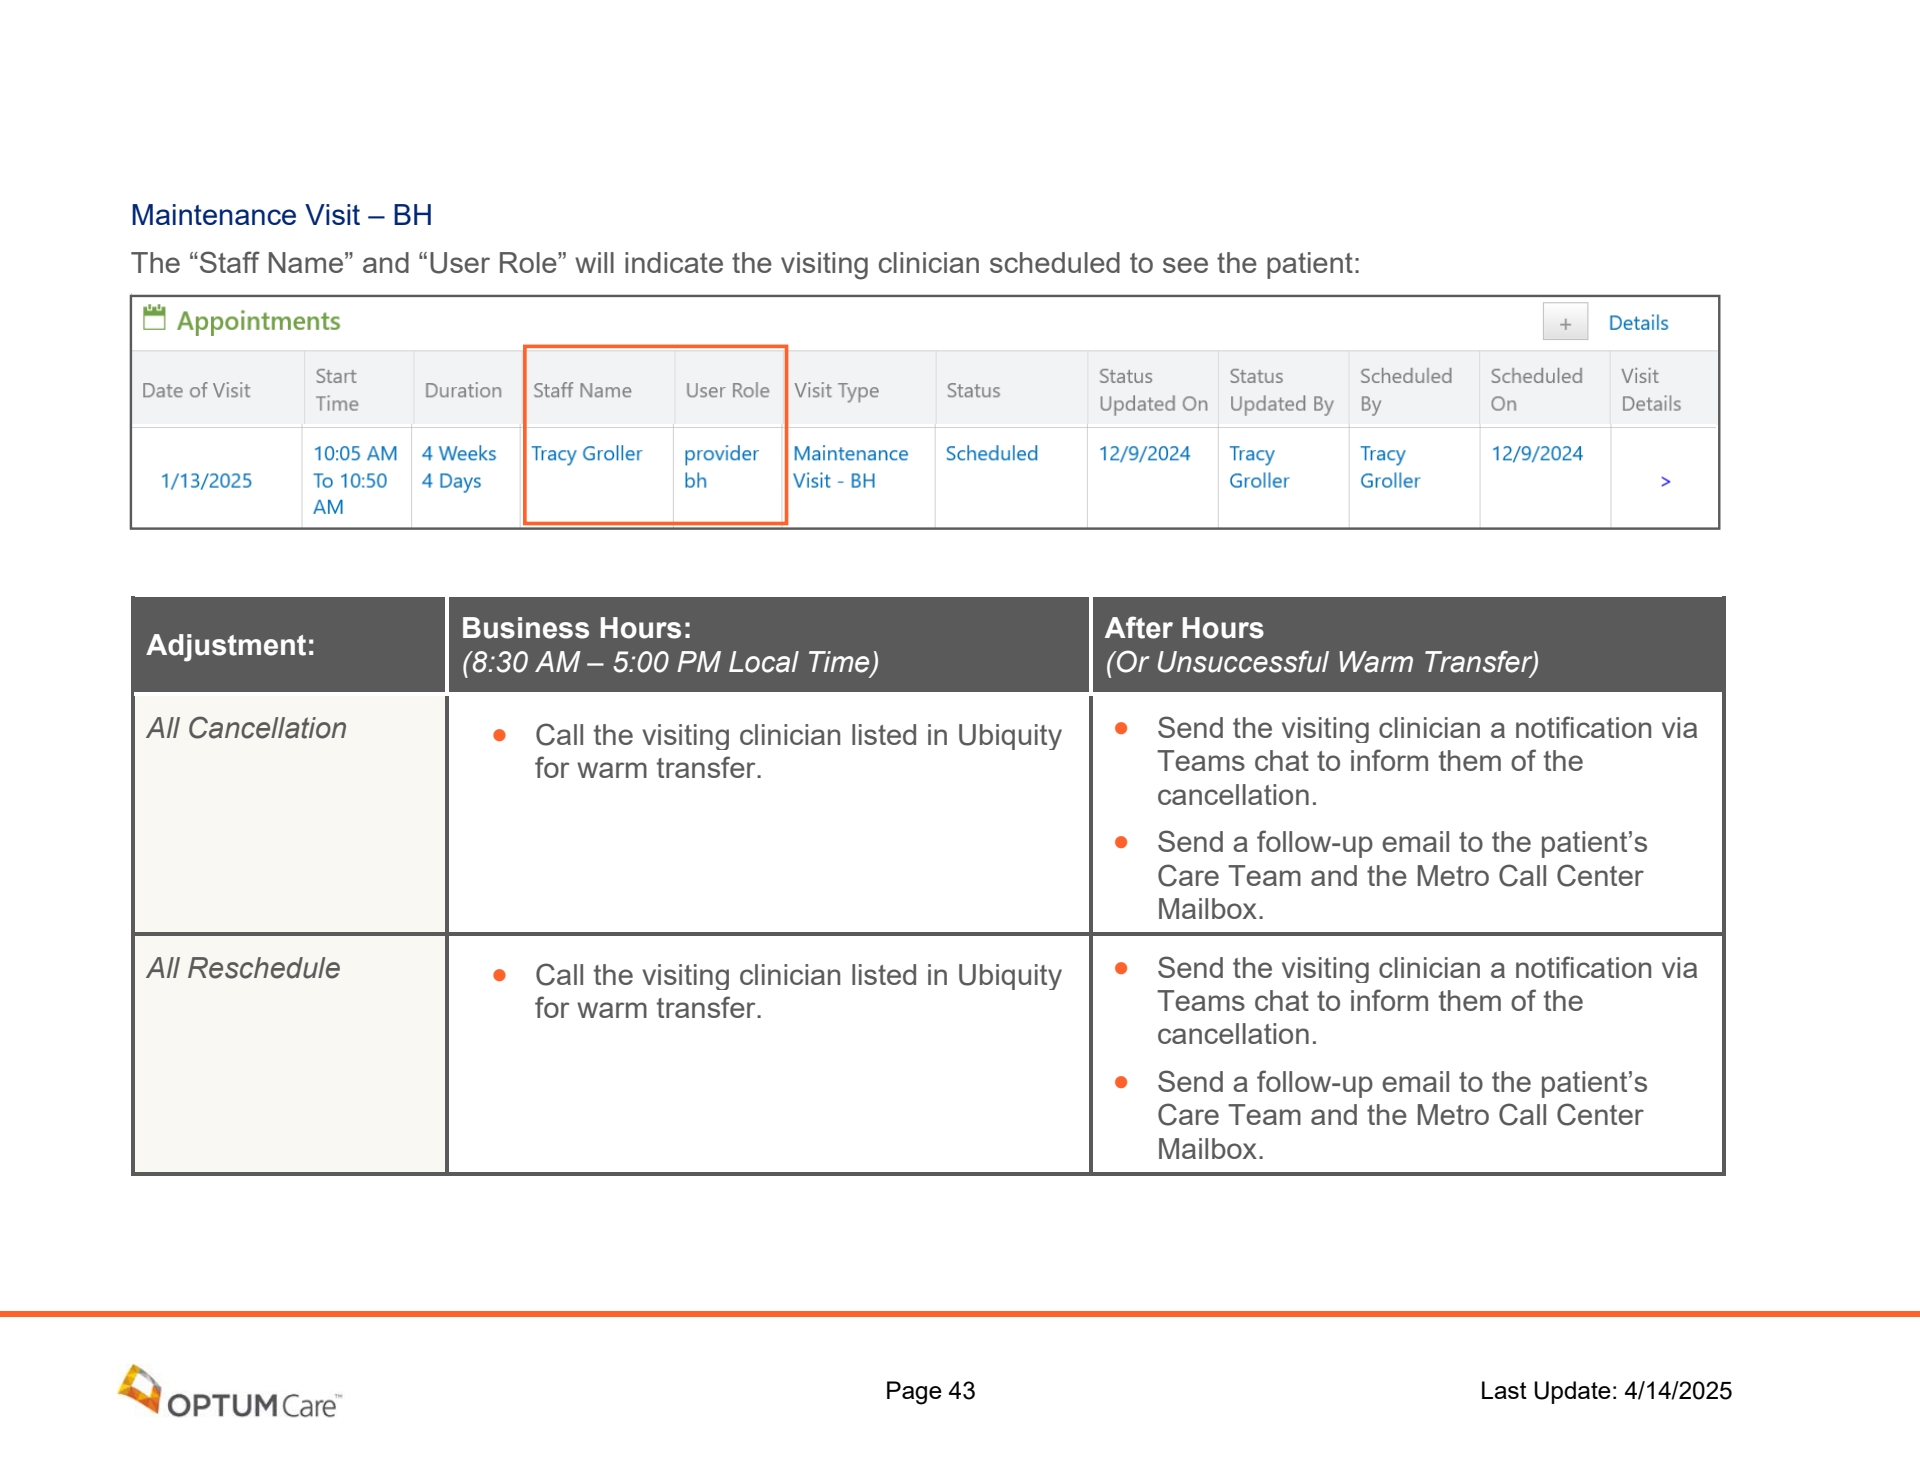 Maintenance Visit – BH
The “Staff Name” and “User Role” will indicate the visiting clinician scheduled to see the patient:
Appointments
+
Details
Date of Visit
Start
Time
Duration
Staff Name
User Role
Visit Type
Status
Status
Updated On
Status
Updated By
Scheduled
By
Scheduled
On
Visit
Details
1/13/2025
10:05 AM
To 10:50
AM
4 Weeks
4 Days
Tracy Groller
provider
bh
Maintenance
Visit - BH
Scheduled
12/9/2024
Tracy
Groller
Tracy
Groller
12/9/2024
>
Adjustment:
Business Hours:
(8:30 AM – 5:00 PM Local Time)
After Hours
(Or Unsuccessful Warm Transfer)
All Cancellation
• Call the visiting clinician listed in Ubiquity
for warm transfer.
• Send the visiting clinician a notification via
Teams chat to inform them of the
cancellation.
• Send a follow-up email to the patient’s
Care Team and the Metro Call Center
Mailbox.
All Reschedule
• Call the visiting clinician listed in Ubiquity
for warm transfer.
• Send the visiting clinician a notification via
Teams chat to inform them of the
cancellation.
• Send a follow-up email to the patient’s
Care Team and the Metro Call Center
Mailbox.
OPTUMCare™
Page 43
Last Update: 4/14/2025